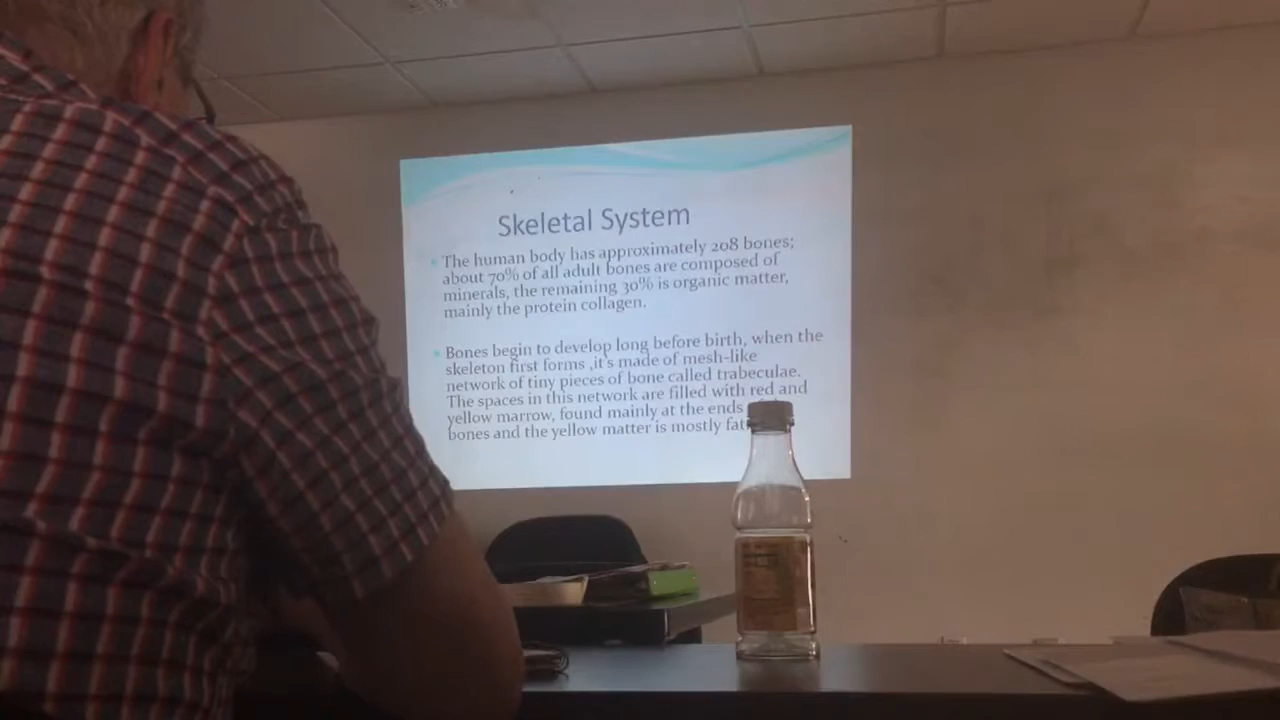 Skeletal System
The human body has approximately 208 bones;
about 70% of all adult bones are composed of
minerals, the remaining 30% is organic matter,
mainly the protein collagen.
Bones begin to develop long before birth, when the
skeleton first forms ,it's made of mesh-like
network of tiny pieces of bone called trabeculae.
The spaces in this network are filled with red and
yellow marrow, found mainly at the ends
bones and the yellow matter is mostly fat